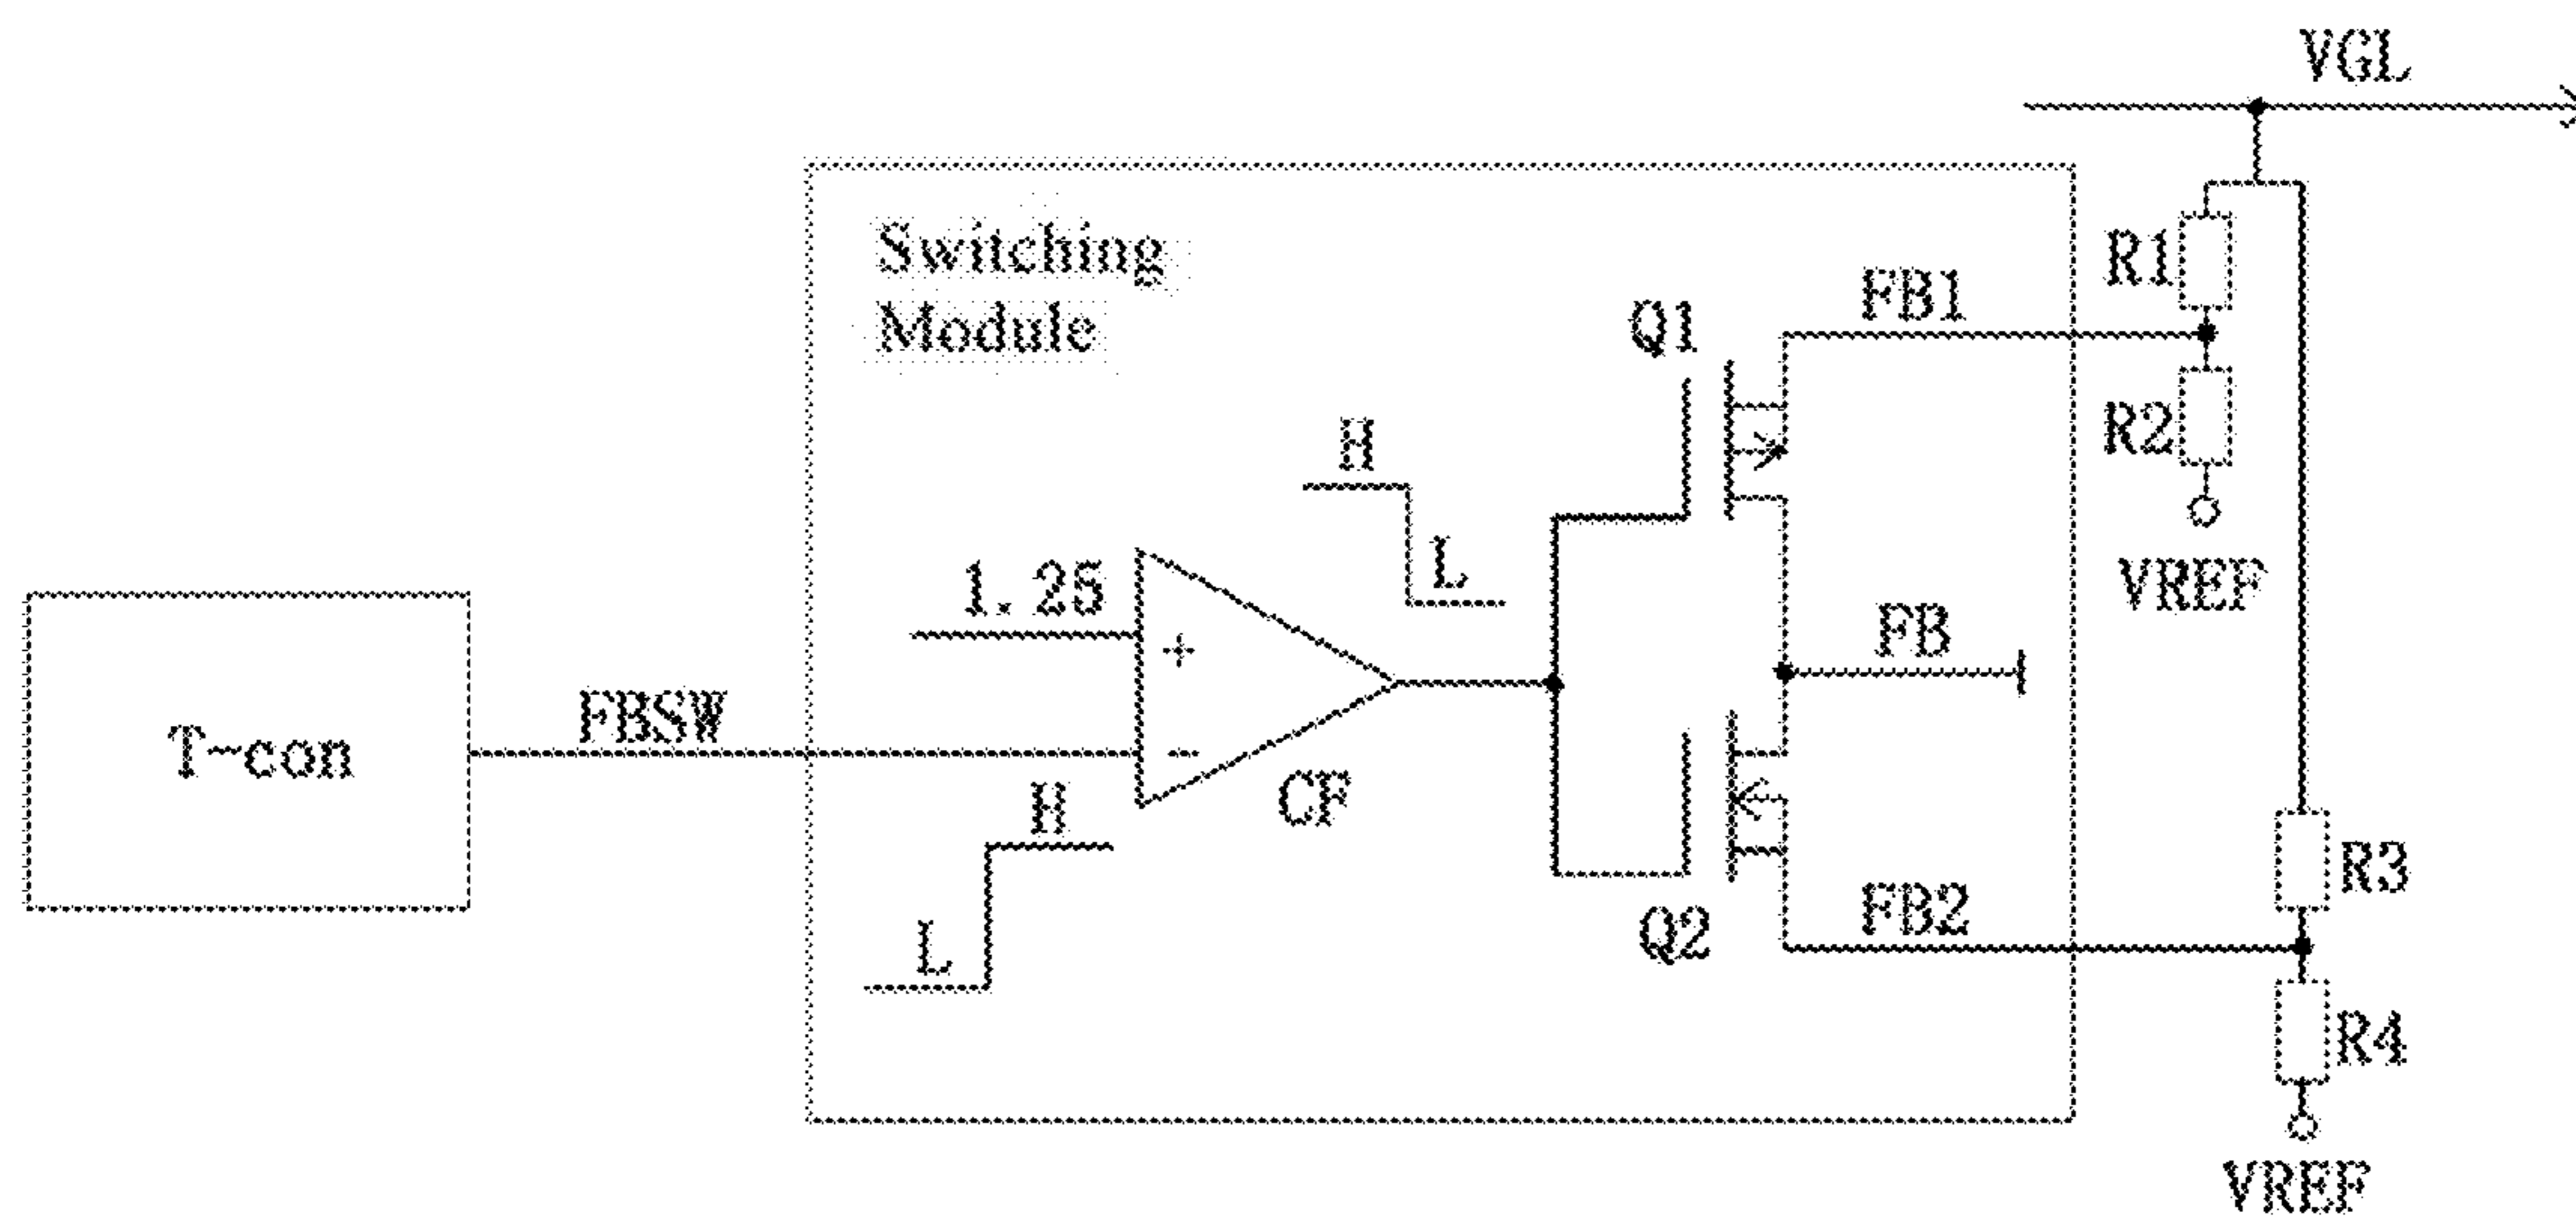 VGL
Switching
Module
R1
FB1
Q1
R2
H
L
1.25
VREF
+
FB
FBSW
T-con
-
CF
H
R3
FB2
Q2
L
R4
VREF